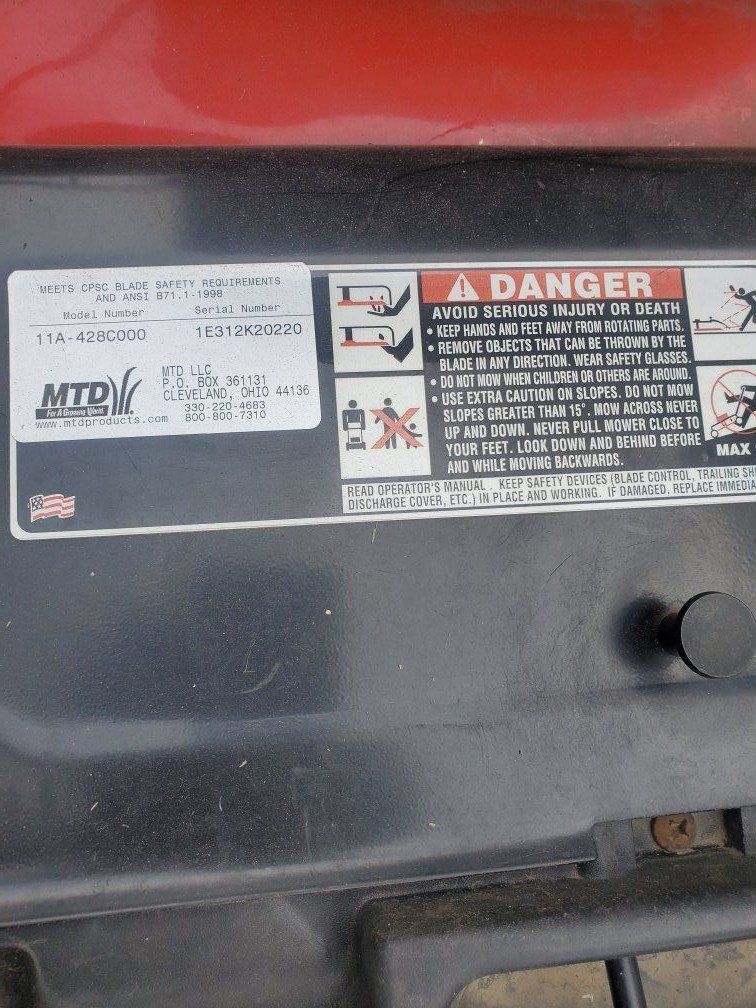 MEETS CPSC BLADE SAFETY REQUIREMENTS
AND ANSI B71.1-1998
Model Number Serial Number
11A-428C000 1E312K20220
MTD
For A Growing World.
www.mtdproducts.com
MTD LLC
P.O. BOX 361131
CLEVELAND, OHIO 44136
330-220-4683
800-800-7310
DANGER
AVOID SERIOUS INJURY OR DEATH
• KEEP HANDS AND FEET AWAY FROM ROTATING PARTS.
• REMOVE OBJECTS THAT CAN BE THROWN BY THE
BLADE IN ANY DIRECTION. WEAR SAFETY GLASSES.
• DO NOT MOW WHEN CHILDREN OR OTHERS ARE AROUND.
• USE EXTRA CAUTION ON SLOPES. DO NOT MOW
SLOPES GREATER THAN 15°. MOW ACROSS NEVER
UP AND DOWN. NEVER PULL MOWER CLOSE TO
YOUR FEET. LOOK DOWN AND BEHIND BEFORE
AND WHILE MOVING BACKWARDS.
MAX
READ OPERATOR'S MANUAL. KEEP SAFETY DEVICES (BLADE CONTROL, TRAILING SH
DISCHARGE COVER, ETC.) IN PLACE AND WORKING. IF DAMAGED, REPLACE IMMEDIA